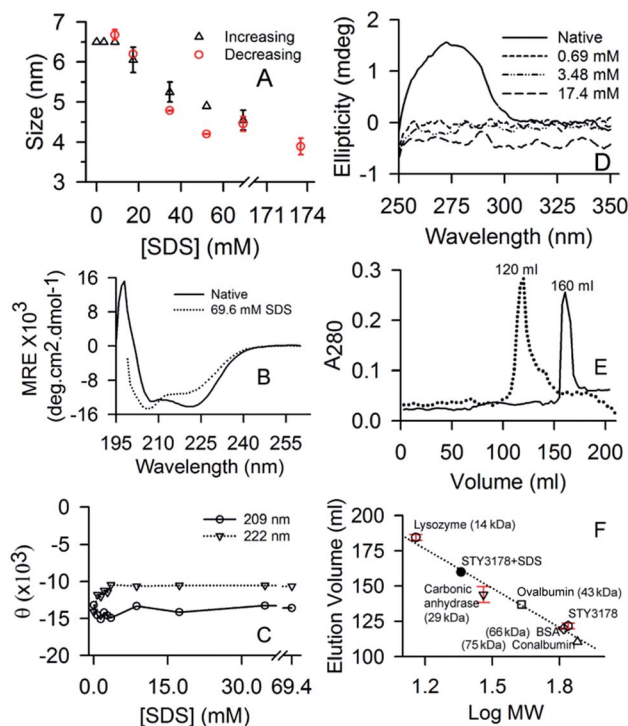 7
6
5
4
3
Size (nm)
Increasing
Decreasing
A
0 20 40 60 80 171 174
[SDS] (mM)
2
1
0
-1
Ellipticity (mdeg)
Native
0.69 mM
3.48 mM
17.4 mM
D
250 275 300 325 350
Wavelength (nm)
16
8
0
-8
-16
MRE X10³
(deg.cm2.dmol-1)
Native
69.6 mM SDS
B
195 210 225 240 260
Wavelength (nm)
0.3
0.2
0.1
0.0
A280
120 ml
160 ml
E
0 50 100 150 200
Volume (ml)
0
-5
-10
-15
-20
θ (x10³)
209 nm
222 nm
C
0.0 15.0 30.0 69.4
[SDS] (mM)
200
175
150
125
100
Elution Volume (ml)
F
Lysozyme (14 kDa)
STY3178+SDS
Carbonic
anhydrase
(29 kDa)
Ovalbumin (43 kDa)
STY3178
(66 kDa) BSA
(75 kDa) Conalbumin
1.2 1.5 1.8
Log MW